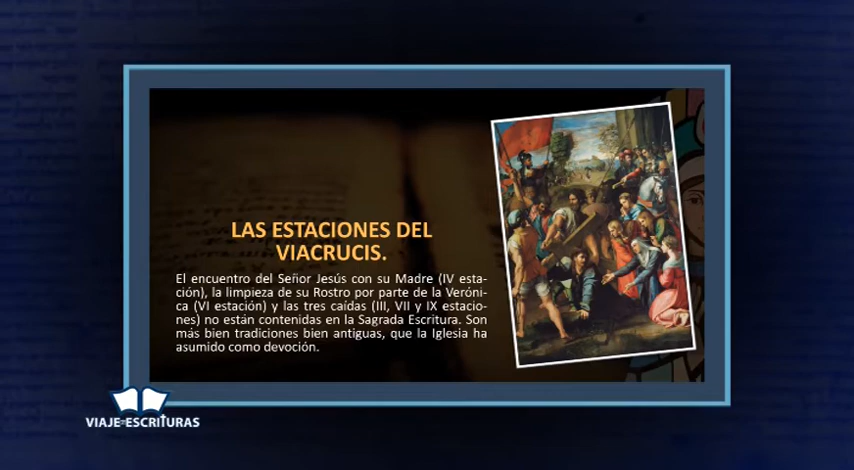 LAS ESTACIONES DEL
VIACRUCIS.
El encuentro del Señor Jesús con su Madre (IV esta-
ción), la limpieza de su Rostro por parte de la Veróni-
ca (VI estación) y las tres caídas (III, VII y IX estacio-
nes) no están contenidas en la Sagrada Escritura. Son
más bien tradiciones bien antiguas, que la Iglesia ha
asumido como devoción.
VIAJE ESCRITURAS